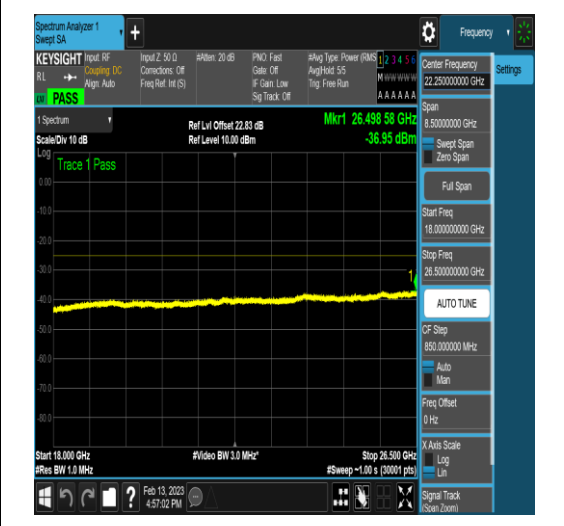 Spectrum Analyzer 1
Swept SA
Frequency
KEYSIGHT
RL
PASS
Input: RF
Coupling: DC
Align: Auto
Input Z: 50 Ω
Corrections: Off
Freq Ref: Int (S)
#Atten: 20 dB
PNO: Fast
Gate: Off
IF Gain: Low
Sig Track: Off
#Avg Type: Power (RMS
Avg|Hold: 5/5
Trig: Free Run
1 2 3 4 5 6
M w w w w w
A A A A A A
1 Spectrum
Scale/Div 10 dB
Ref Lvl Offset 22.83 dB
Ref Level 10.00 dBm
Mkr1 26.498 58 GHz
-36.95 dBm
Log
Trace 1 Pass
0.00
-10.0
-20.0
-30.0
-40.0
-50.0
-60.0
-70.0
-80.0
1
Start 18.000 GHz
#Res BW 1.0 MHz
#Video BW 3.0 MHz*
Stop 26.500 GHz
#Sweep ~1.00 s (30001 pts)
Feb 13, 2023
4:57:02 PM
Center Frequency
22.250000000 GHz
Settings
Span
8.50000000 GHz
Swept Span
Zero Span
Full Span
Start Freq
18.000000000 GHz
Stop Freq
26.500000000 GHz
AUTO TUNE
CF Step
850.000000 MHz
Auto
Man
Freq Offset
0 Hz
X Axis Scale
Log
Lin
Signal Track
(Span Zoom)